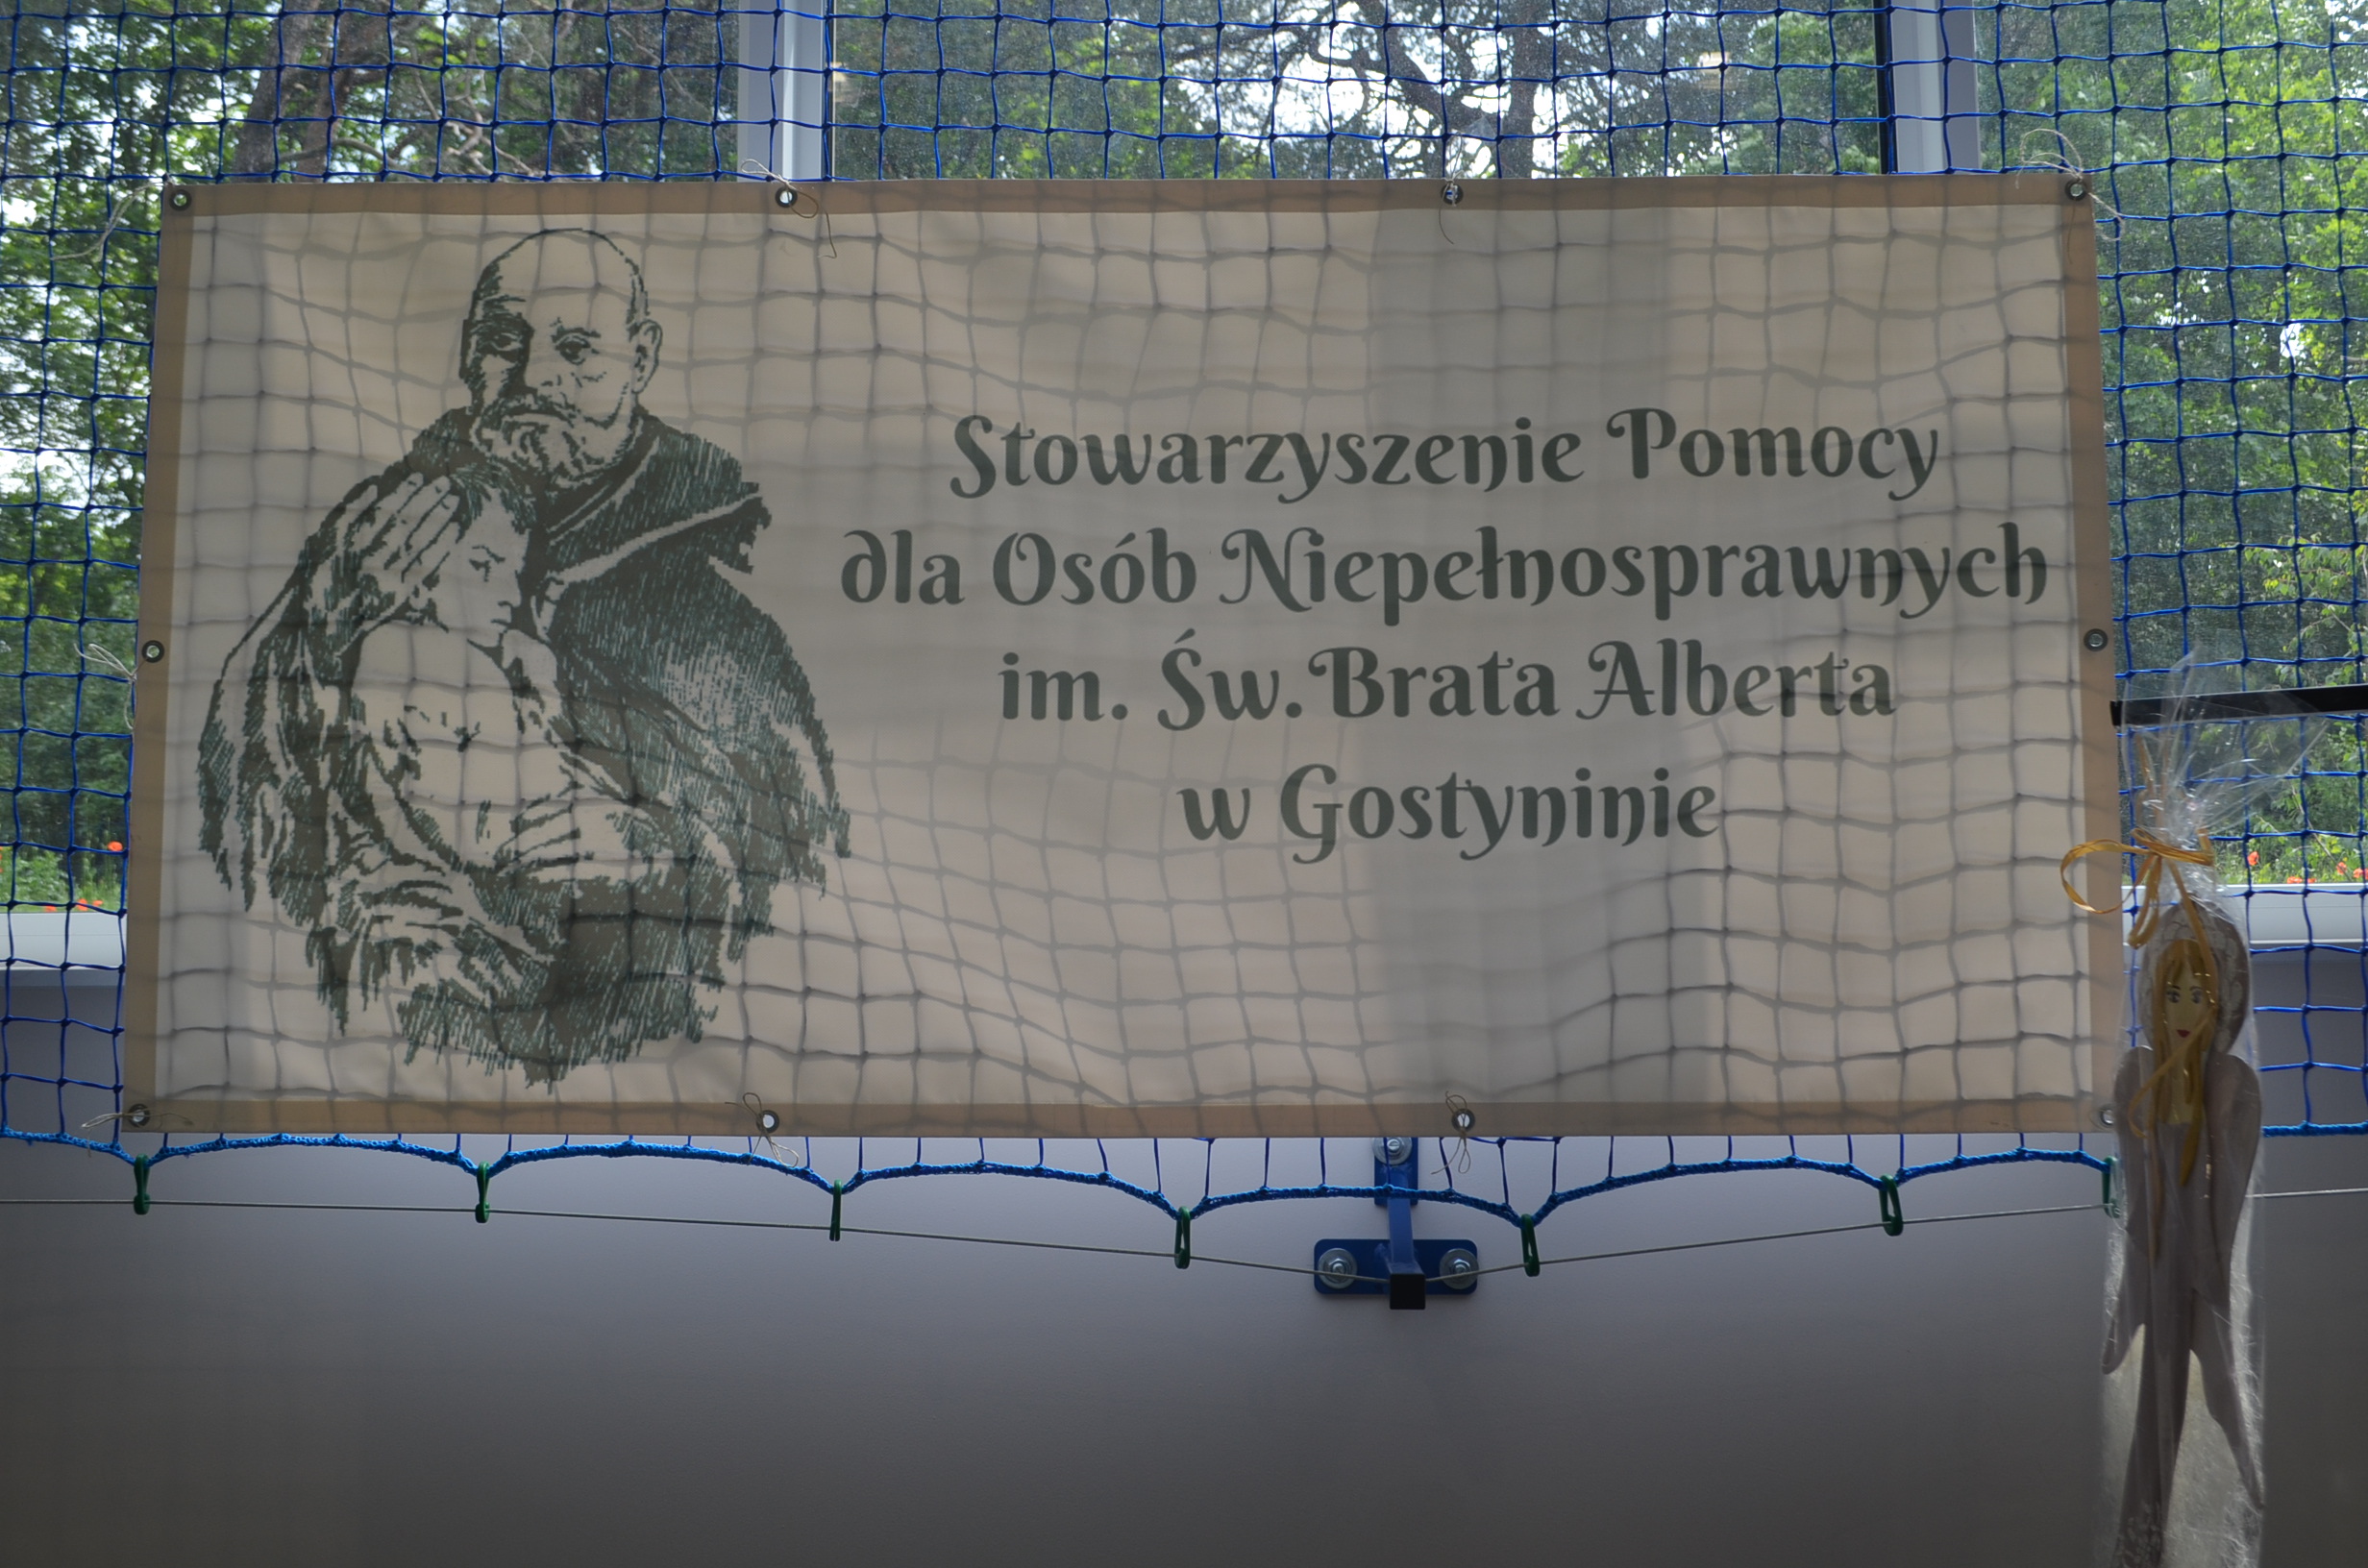 Stowarzyszenie Pomocy
dla Osób Niepełnosprawnych
im. Św. Brata Alberta
w Gostyninie